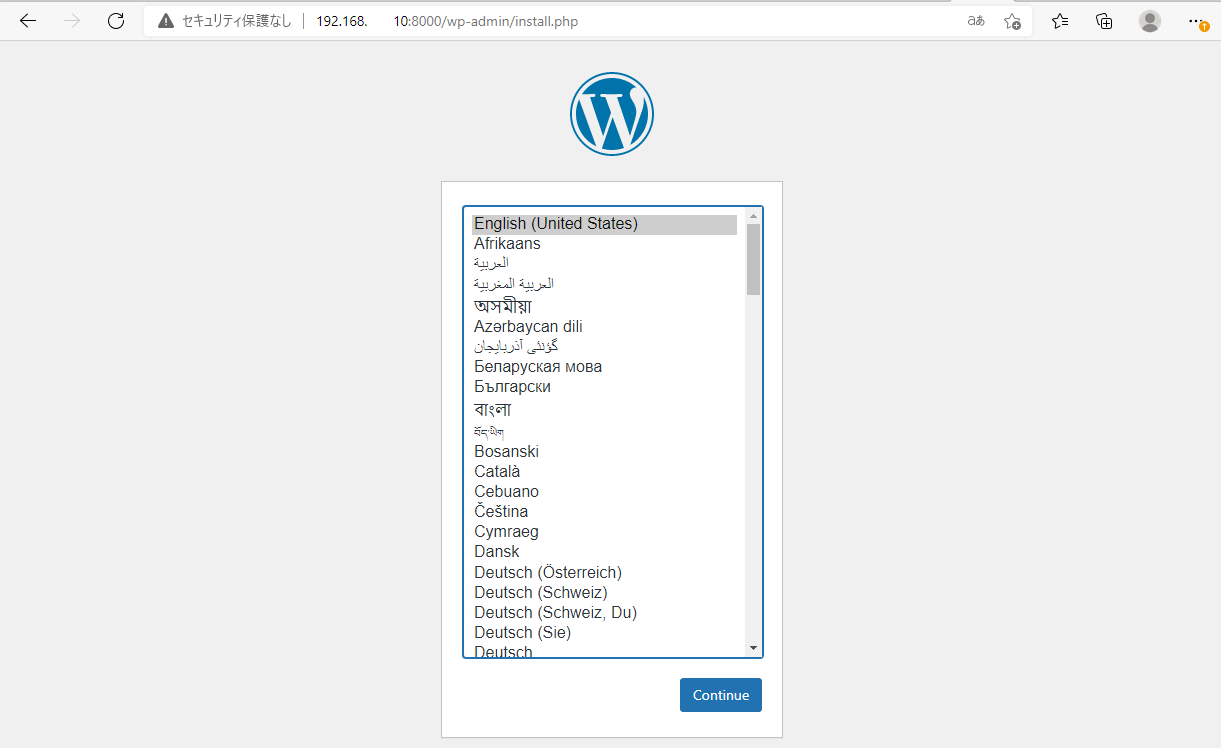 セキュリティ保護なし 192.168. 10:8000/wp-admin/install.php aあ
W
English (United States)
Afrikaans
العربية
العربية المغربية
অসমীয়া
Azərbaycan dili
گؤنئی آذربایجان
Беларуская мова
Български
বাংলা
བོད་ཡིག
Bosanski
Català
Cebuano
Čeština
Cymraeg
Dansk
Deutsch (Österreich)
Deutsch (Schweiz)
Deutsch (Schweiz, Du)
Deutsch (Sie)
Deutsch
Continue